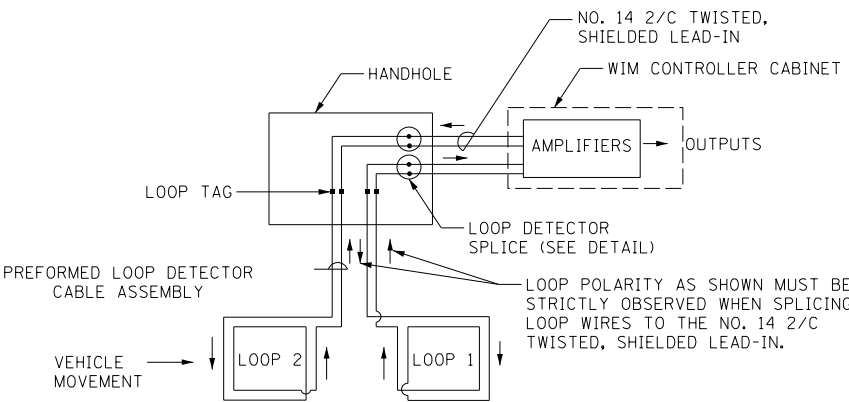 NO. 14 2/C TWISTED,
SHIELDED LEAD-IN
HANDHOLE
WIM CONTROLLER CABINET
AMPLIFIERS
OUTPUTS
LOOP TAG
LOOP DETECTOR
SPLICE (SEE DETAIL)
PREFORMED LOOP DETECTOR
CABLE ASSEMBLY
LOOP POLARITY AS SHOWN MUST BE
STRICTLY OBSERVED WHEN SPLICING
LOOP WIRES TO THE NO. 14 2/C
TWISTED, SHIELDED LEAD-IN.
VEHICLE
MOVEMENT
LOOP 2
LOOP 1